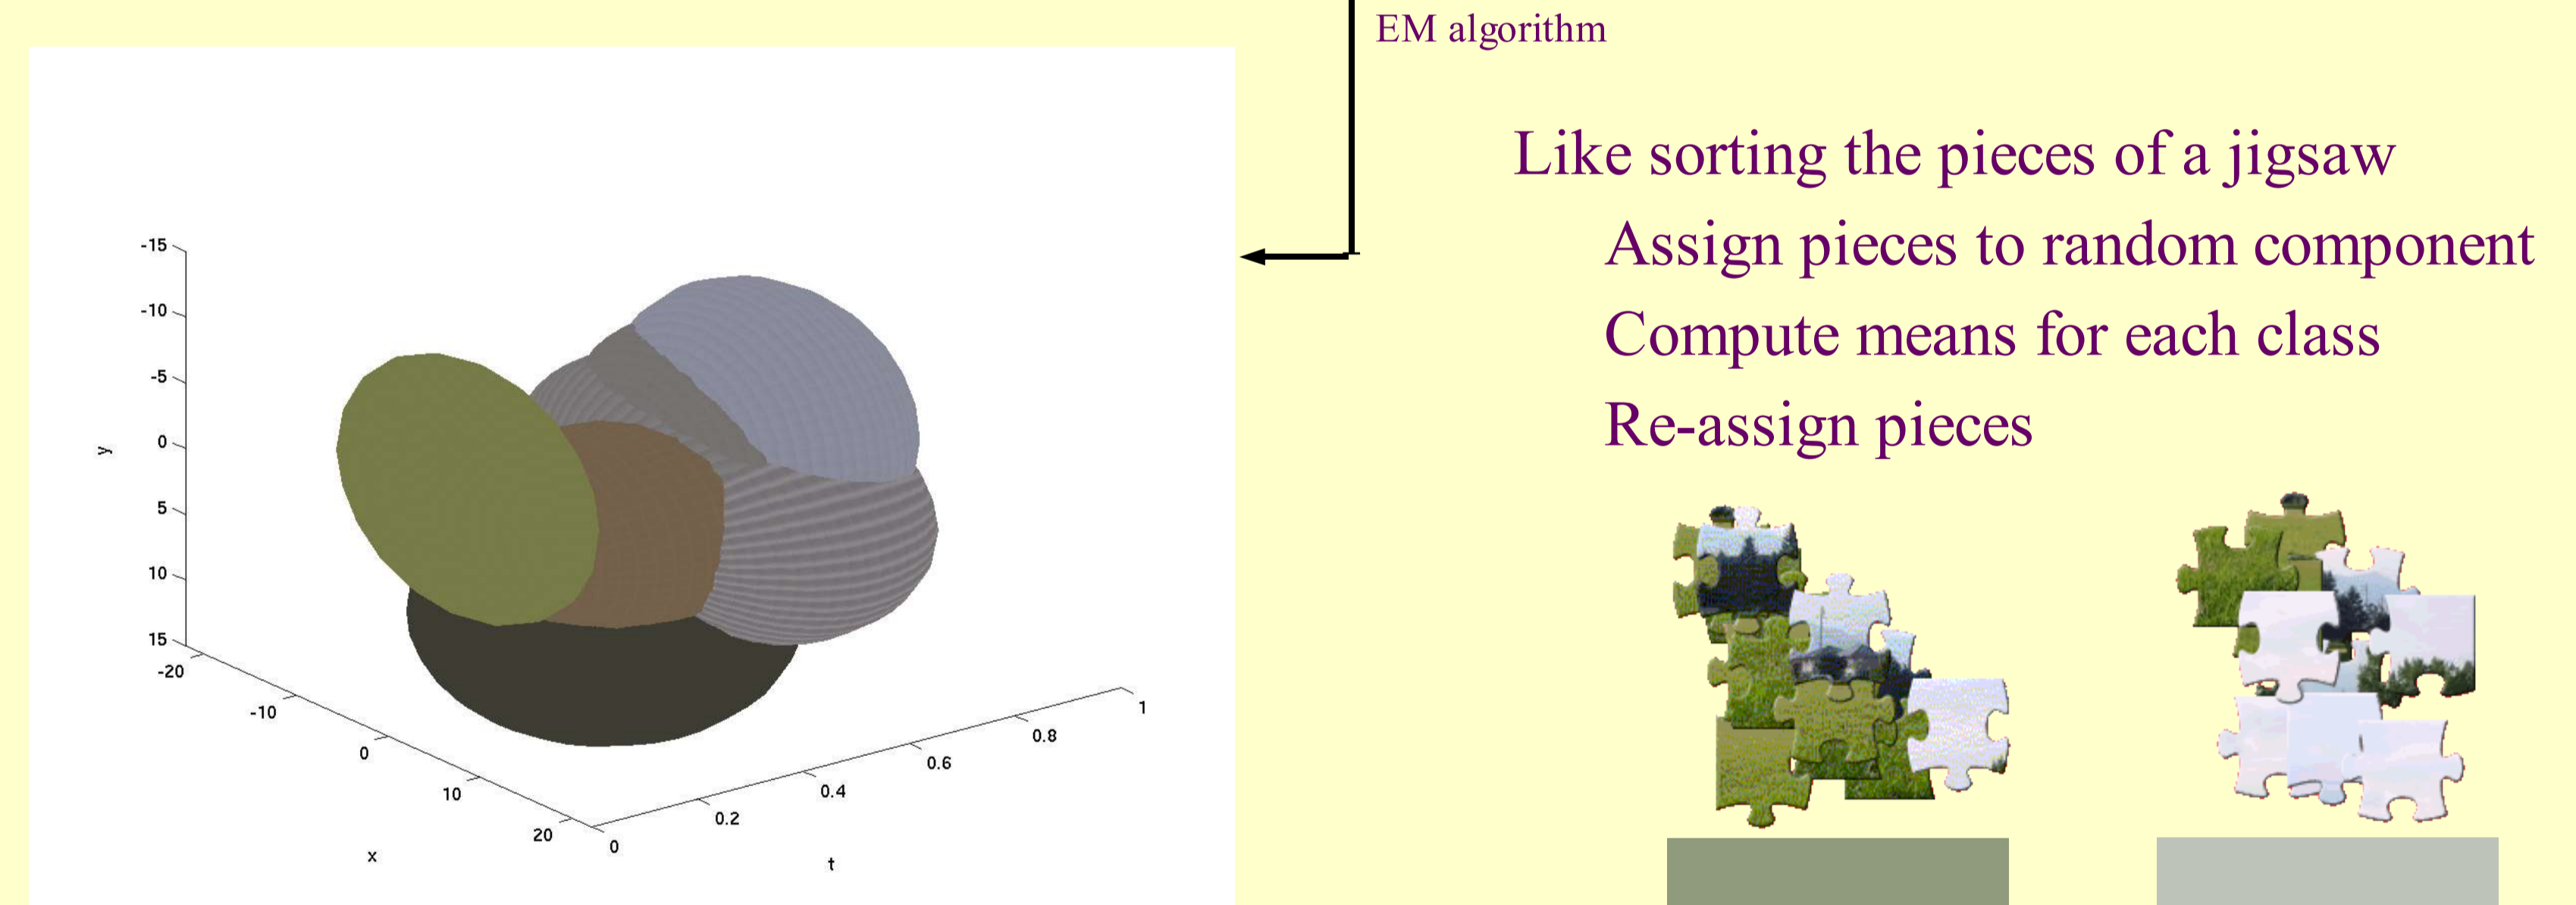 EM algorithm
Like sorting the pieces of a jigsaw
Assign pieces to random component
Compute means for each class
Re-assign pieces
-15
-10
-5
0
5
10
15
y
-20
-10
0
10
20
x
0
0.2
0.4
0.6
0.8
1
t